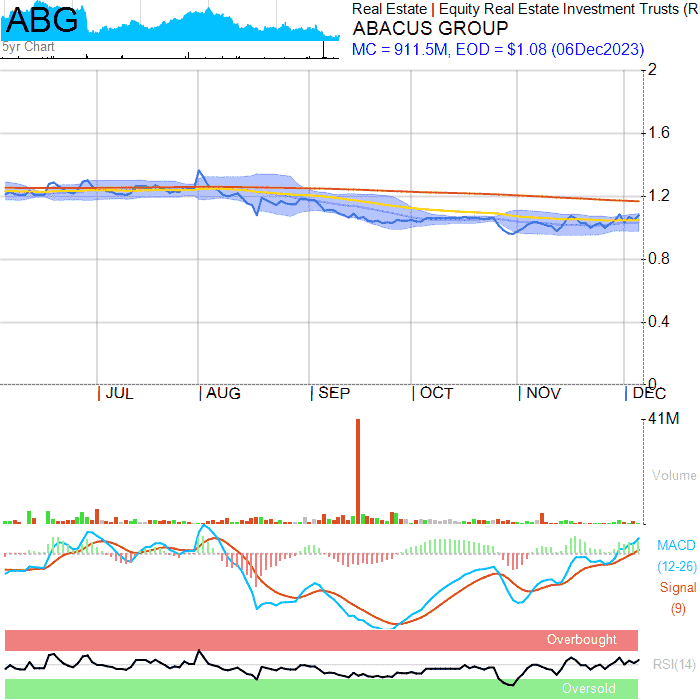 ABG
5yr Chart
Real Estate | Equity Real Estate Investment Trusts (R
ABACUS GROUP
MC = 911.5M, EOD = $1.08 (06Dec2023)
2
1.6
1.2
0.8
0.4
0
JUL AUG SEP OCT NOV DEC
41M
Volume
MACD
(12-26)
Signal
(9)
Overbought
RSI(14)
Oversold